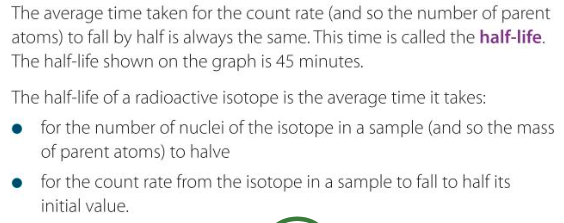 The average time taken for the count rate (and so the number of parent
atoms) to fall by half is always the same. This time is called the half-life.
The half-life shown on the graph is 45 minutes.
The half-life of a radioactive isotope is the average time it takes:
● for the number of nuclei of the isotope in a sample (and so the mass
of parent atoms) to halve
● for the count rate from the isotope in a sample to fall to half its
initial value.